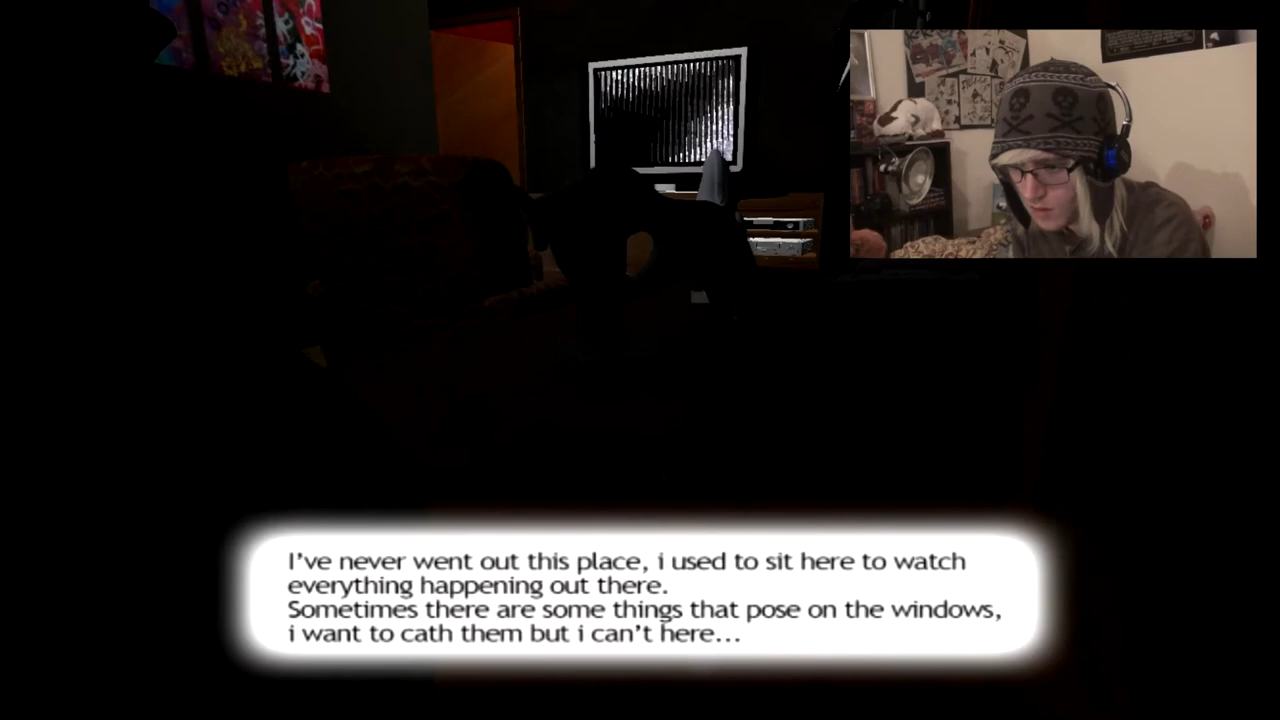 I've never went out this place, i used to sit here to watch
everything happening out there.
Sometimes there are some things that pose on the windows,
i want to cath them but i can't here...